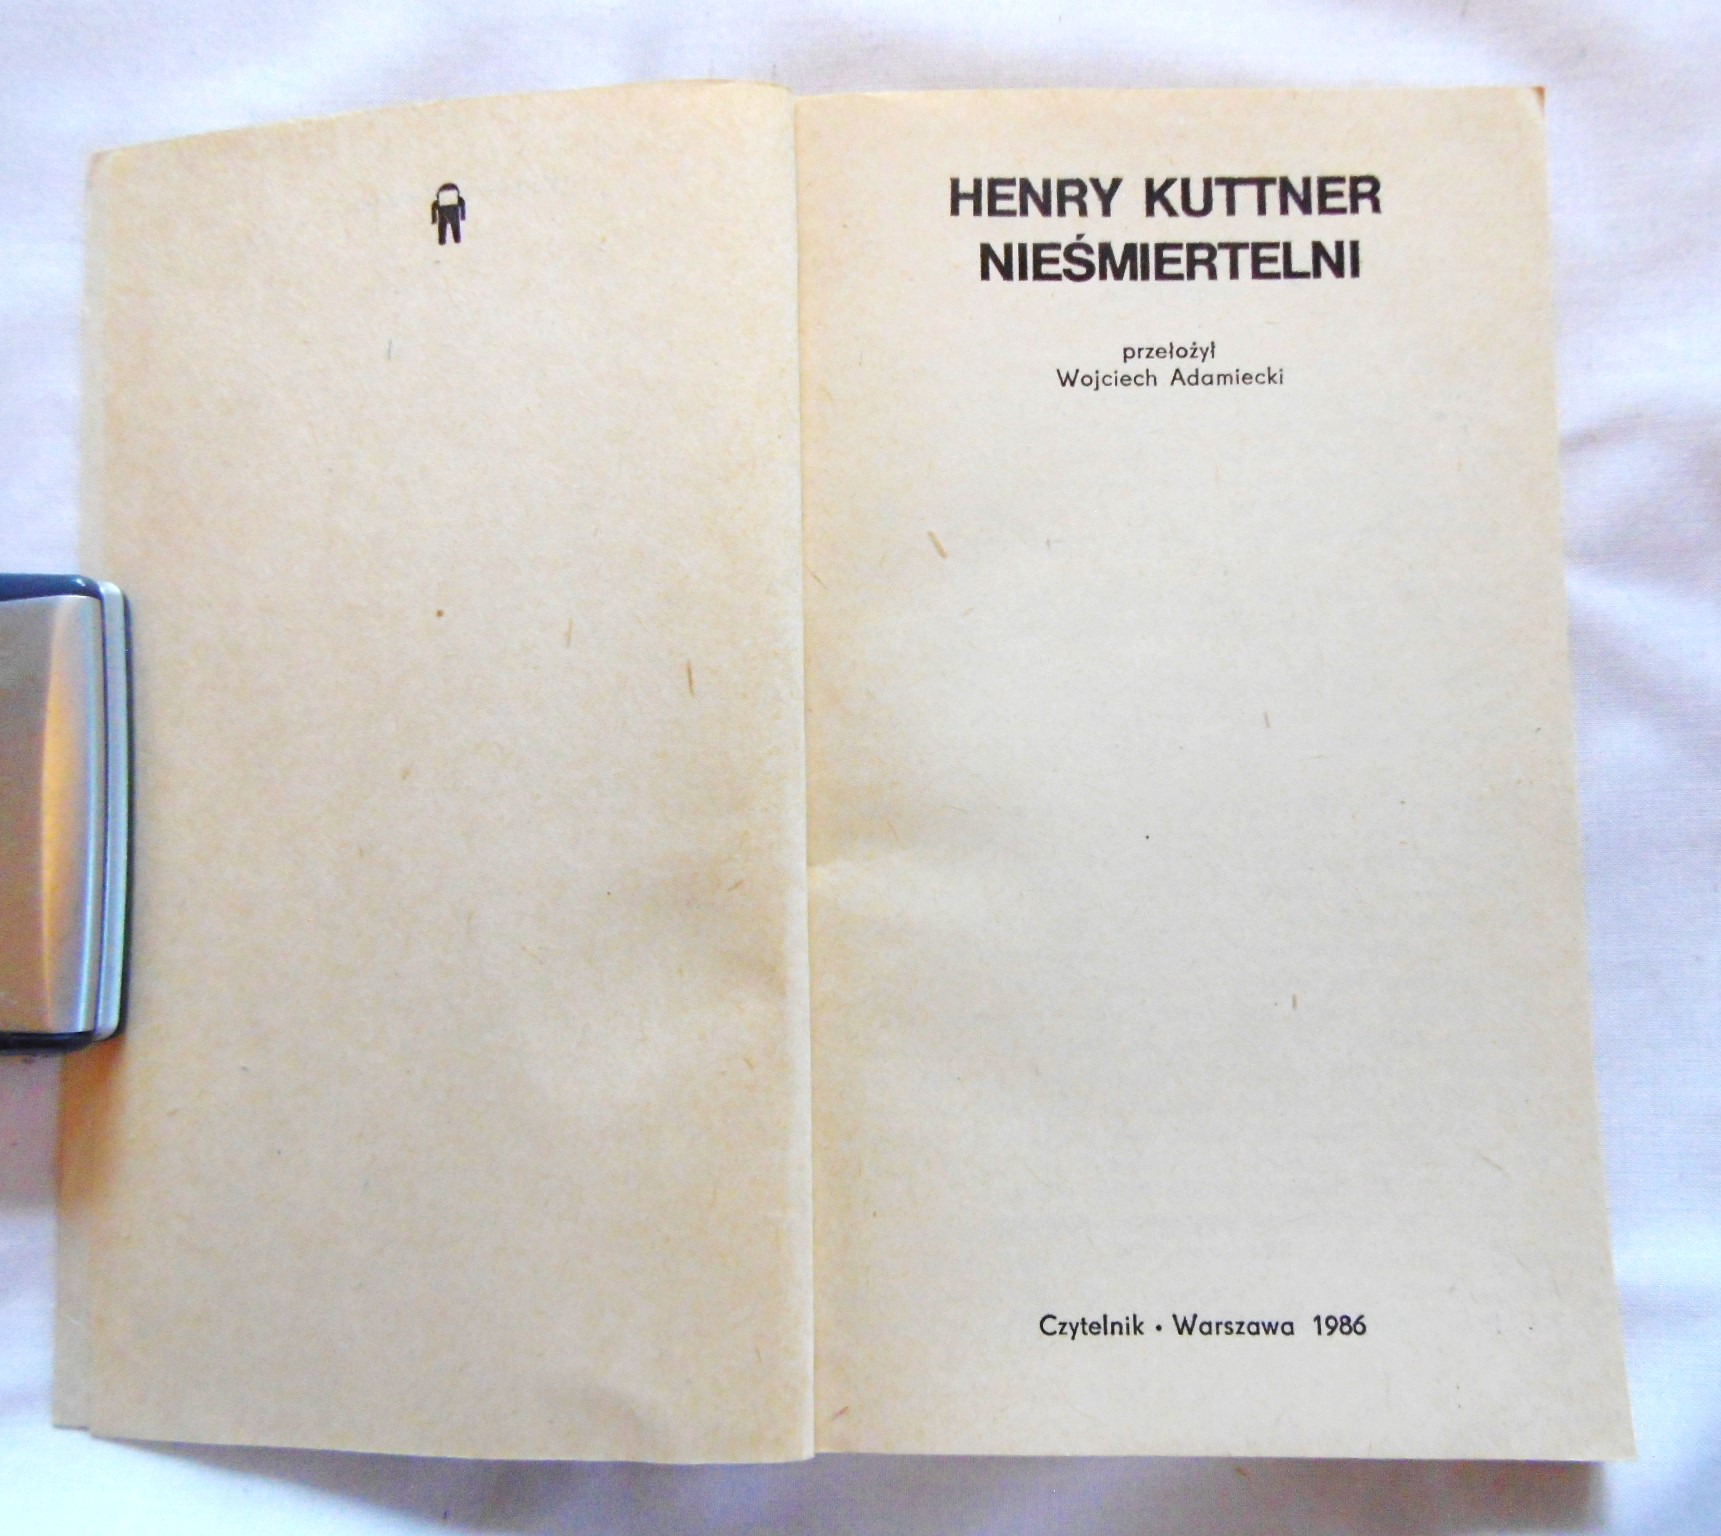 HENRY KUTTNER
NIEŚMIERTELNI
przełożył
Wojciech Adamiecki
Czytelnik • Warszawa 1986